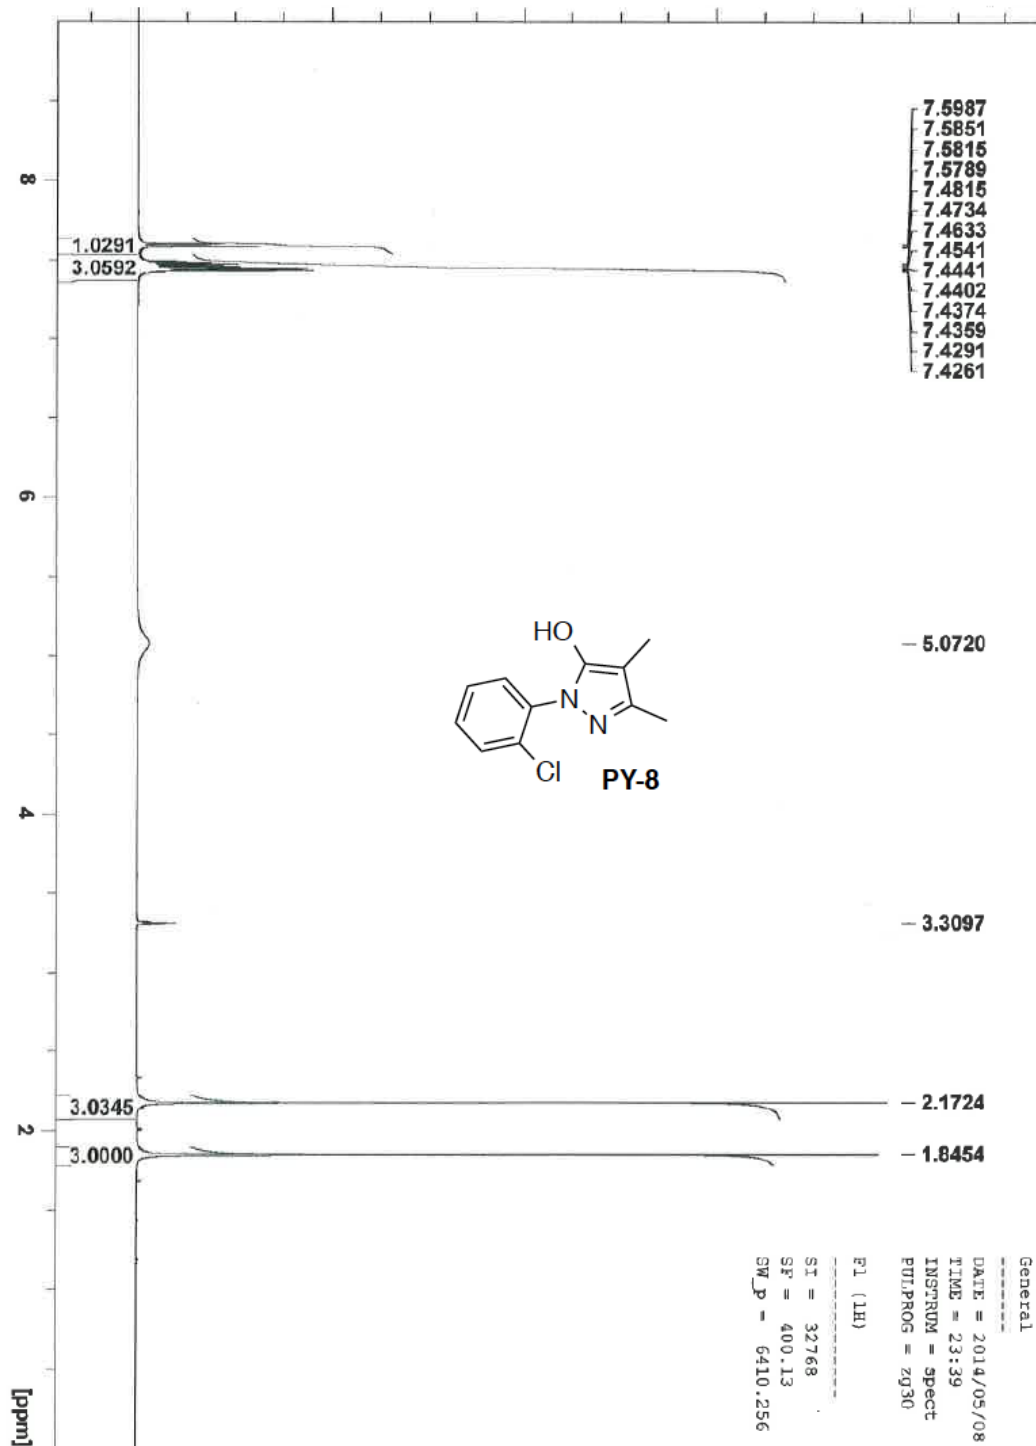 7.5987
7.5851
7.5815
7.5789
7.4815
7.4734
7.4633
7.4541
7.4441
7.4402
7.4374
7.4359
7.4291
7.4261
8
1.0291
3.0592
6
5.0720
HO
N
N
Cl
PY-8
4
3.3097
3.0345
2.1724
2
3.0000
1.8454
[ppm]
General
-------
DATE = 2014/05/08
TIME = 23:39
INSTRUM = spect
PULPROG = zg30
F1 (1H)
-----------
SI = 32768
SF = 400.13
SW_p = 6410.256